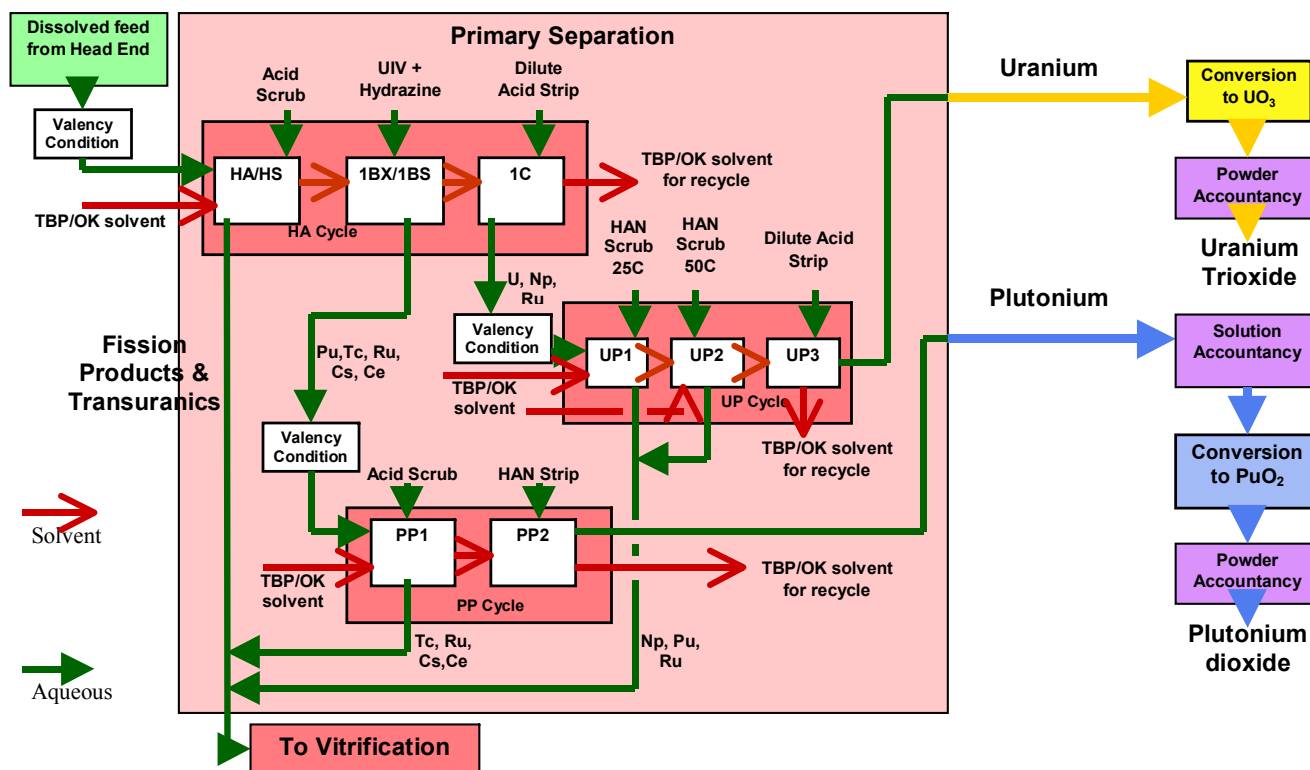 Dissolved feed
from Head End
Primary Separation
Acid
Scrub
UIV +
Hydrazine
Dilute
Acid Strip
Uranium
Conversion
to UO₃
Valency
Condition
HA/HS
1BX/1BS
1C
TBP/OK solvent
for recycle
TBP/OK solvent
HA Cycle
Powder
Accountancy
HAN
Scrub
25C
HAN
Scrub
50C
Dilute Acid
Strip
Uranium
Trioxide
U, Np,
Ru
Plutonium
Valency
Condition
UP1
UP2
UP3
Solution
Accountancy
Fission
Products &
Transuranics
Pu,Tc, Ru,
Cs, Ce
TBP/OK
solvent
UP Cycle
Valency
Condition
TBP/OK solvent
for recycle
Conversion
to PuO₂
Acid Scrub
HAN Strip
Solvent
PP1
PP2
TBP/OK
solvent
TBP/OK solvent
for recycle
Powder
Accountancy
PP Cycle
Tc, Ru,
Cs,Ce
Np, Pu,
Ru
Plutonium
dioxide
Aqueous
To Vitrification